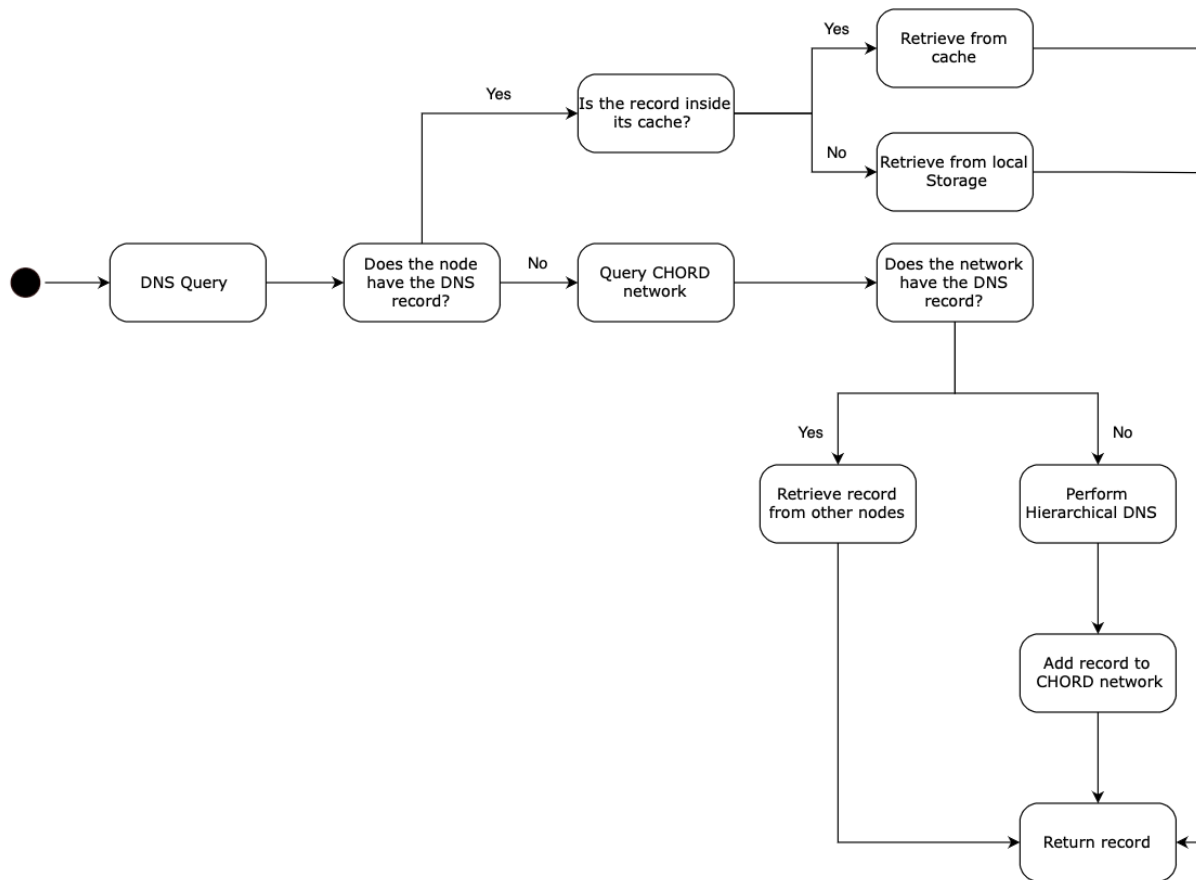 Yes
Retrieve from
cache
Yes
Is the record inside
its cache?
No
Retrieve from local
Storage
DNS Query
Does the node
have the DNS
record?
No
Query CHORD
network
Does the network
have the DNS
record?
Yes
No
Retrieve record
from other nodes
Perform
Hierarchical DNS
Add record to
CHORD network
Return record